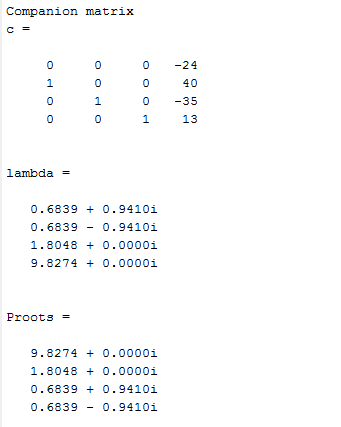 Companion matrix
c =
0 0 0 -24
1 0 0 40
0 1 0 -35
0 0 1 13
lambda =
0.6839 + 0.9410i
0.6839 - 0.9410i
1.8048 + 0.0000i
9.8274 + 0.0000i
Proots =
9.8274 + 0.0000i
1.8048 + 0.0000i
0.6839 + 0.9410i
0.6839 - 0.9410i